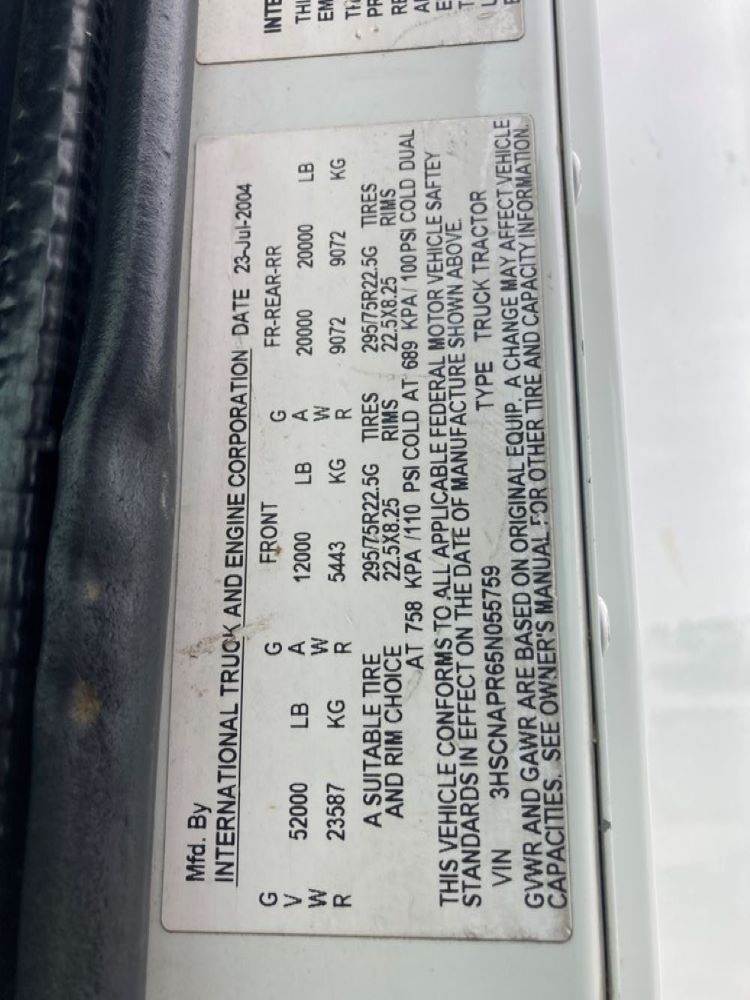 Mfd. By
INTERNATIONAL TRUCK AND ENGINE CORPORATION DATE 23-Jul-2004
G FRONT G FR-REAR-RR
V 52000 LB A 12000 LB A 20000 20000 LB
W W W
R 23587 KG R 5443 KG R 9072 9072 KG
A SUITABLE TIRE 295/75R22.5G TIRES 295/75R22.5G TIRES
AND RIM CHOICE 22.5X8.25 RIMS 22.5X8.25 RIMS
AT 758 KPA /110 PSI COLD AT 689 KPA/ 100PSI COLD DUAL
THIS VEHICLE CONFORMS TO ALL APPLICABLE FEDERAL MOTOR VEHICLE SAFTEY
STANDARDS IN EFFECT ON THE DATE OF MANUFACTURE SHOWN ABOVE.
VIN 3HSCNAPR65N055759 TYPE TRUCK TRACTOR
GVWR AND GAWR ARE BASED ON ORIGINAL EQUIP. A CHANGE MAY AFFECT VEHICLE
CAPACITIES. SEE OWNER'S MANUAL FOR OTHER TIRE AND CAPACITY INFORMATION.